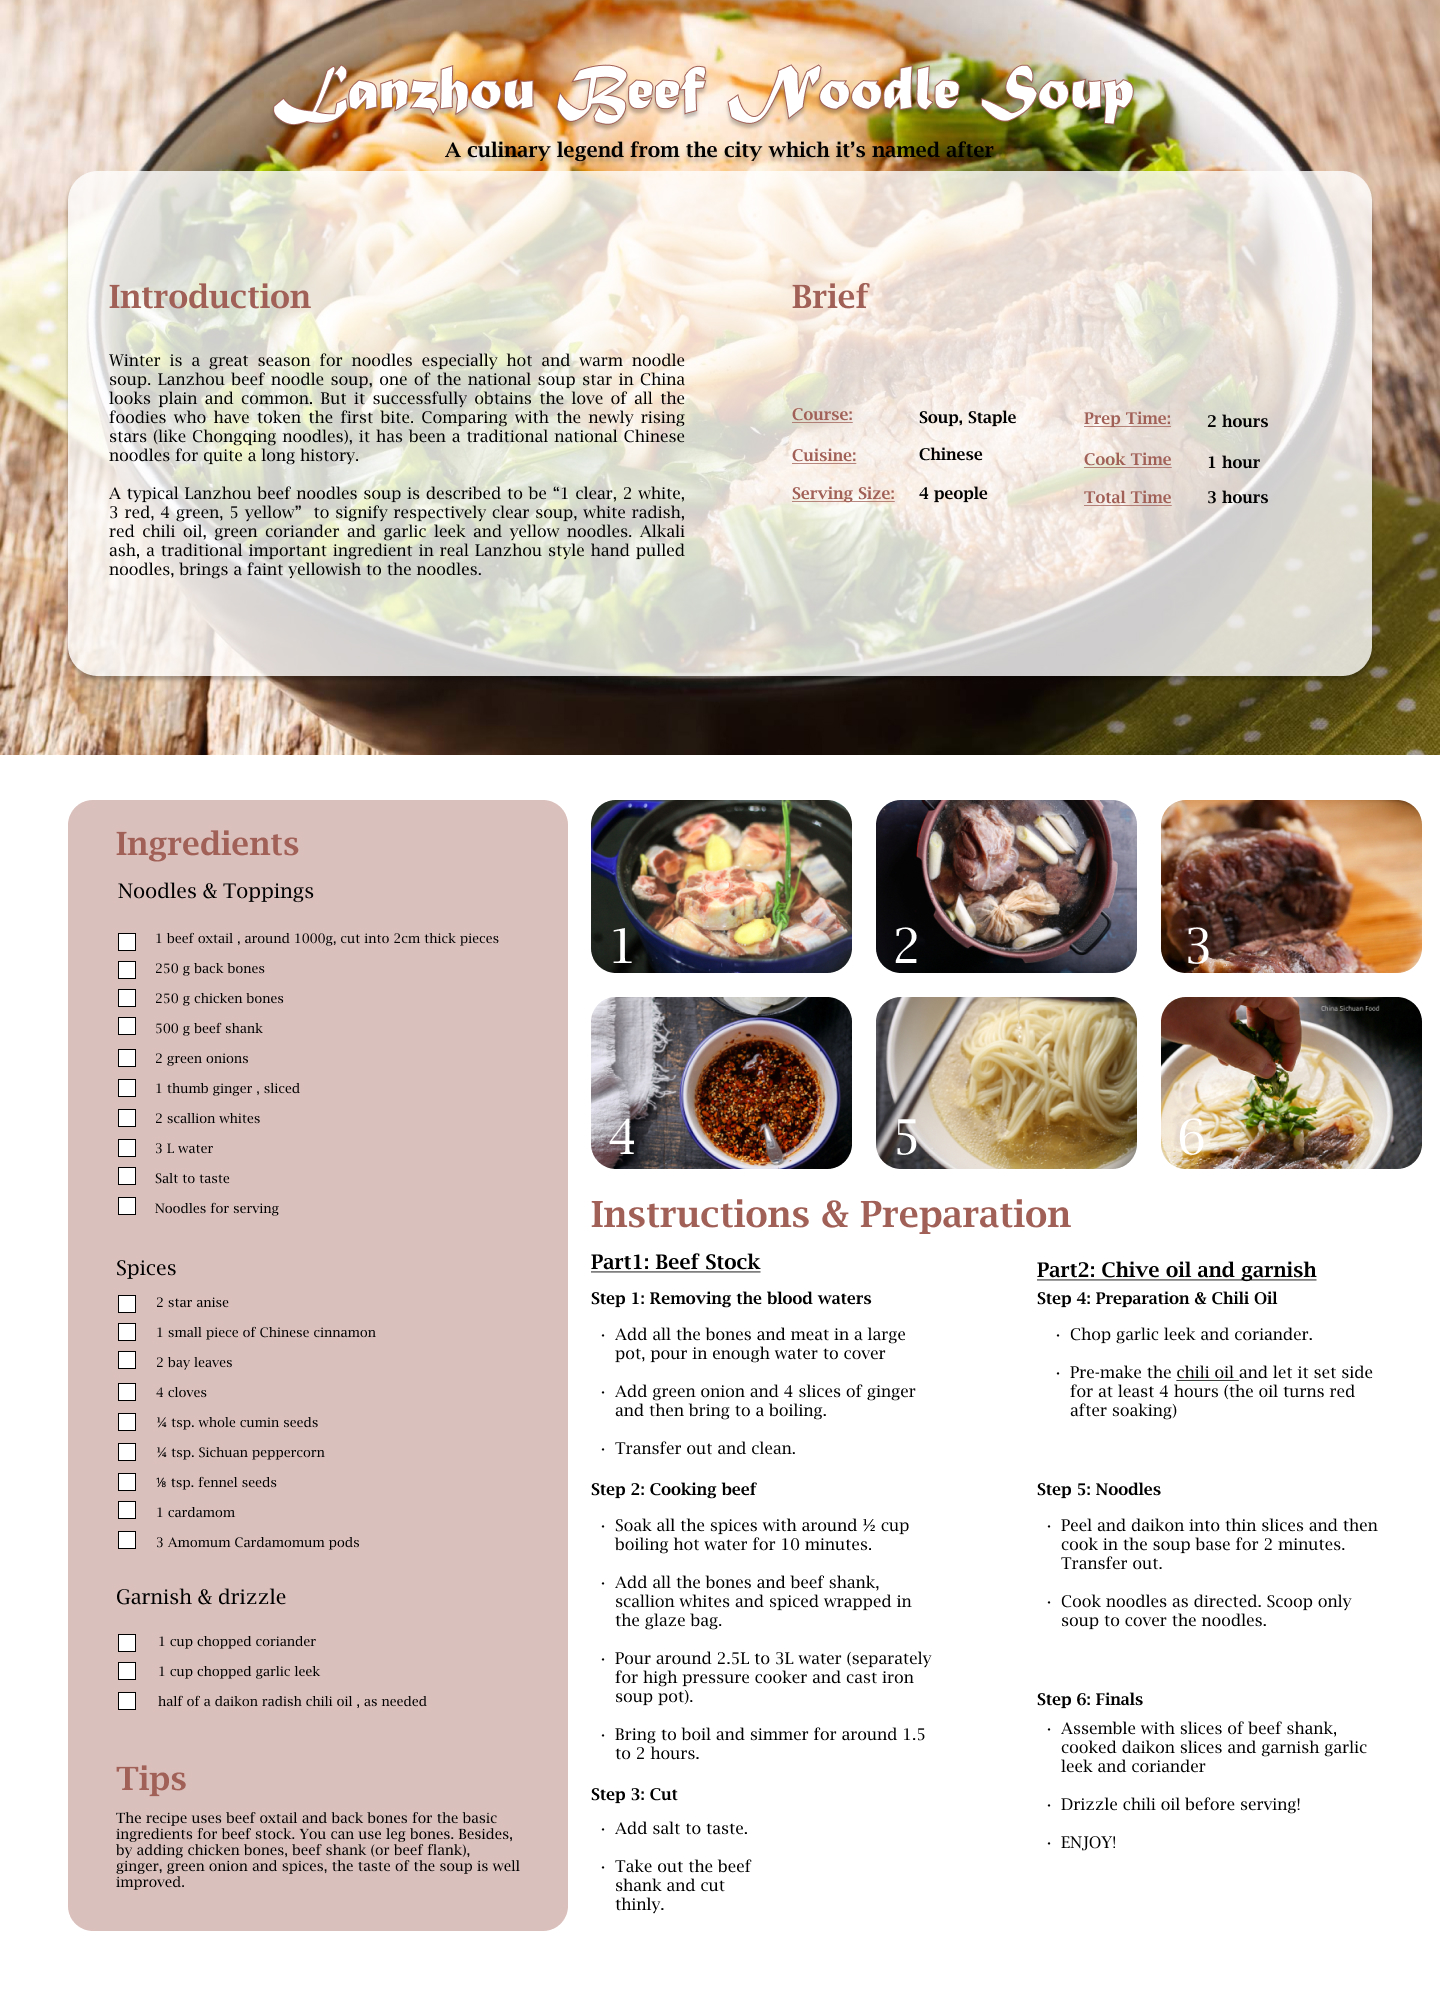 Lanzhou Beef Noodle Soup
A culinary legend from the city which it’s named after
Introduction
Winter is a great season for noodles especially hot and warm noodle
soup. Lanzhou beef noodle soup, one of the national soup star in China
looks plain and common. But it successfully obtains the love of all the
foodies who have token the first bite. Comparing with the newly rising
stars (like Chongqing noodles), it has been a traditional national Chinese
noodles for quite a long history.
A typical Lanzhou beef noodles soup is described to be “1 clear, 2 white,
3 red, 4 green, 5 yellow” to signify respectively clear soup, white radish,
red chili oil, green coriander and garlic leek and yellow noodles. Alkali
ash, a traditional important ingredient in real Lanzhou style hand pulled
noodles, brings a faint yellowish to the noodles.
Brief
Course: Soup, Staple
Cuisine: Chinese
Serving Size: 4 people
Prep Time: 2 hours
Cook Time 1 hour
Total Time 3 hours
Ingredients
Noodles & Toppings
1 beef oxtail , around 1000g, cut into 2cm thick pieces
250 g back bones
250 g chicken bones
500 g beef shank
2 green onions
1 thumb ginger , sliced
2 scallion whites
3 L water
Salt to taste
Noodles for serving
Spices
2 star anise
1 small piece of Chinese cinnamon
2 bay leaves
4 cloves
¼ tsp. whole cumin seeds
¼ tsp. Sichuan peppercorn
⅛ tsp. fennel seeds
1 cardamom
3 Amomum Cardamomum pods
Garnish & drizzle
1 cup chopped coriander
1 cup chopped garlic leek
half of a daikon radish chili oil , as needed
Tips
The recipe uses beef oxtail and back bones for the basic
ingredients for beef stock. You can use leg bones. Besides,
by adding chicken bones, beef shank (or beef flank),
ginger, green onion and spices, the taste of the soup is well
improved.
1
2
3
4
5
China Sichuan Food
6
Instructions & Preparation
Part1: Beef Stock
Step 1: Removing the blood waters
· Add all the bones and meat in a large
pot, pour in enough water to cover
· Add green onion and 4 slices of ginger
and then bring to a boiling.
· Transfer out and clean.
Step 2: Cooking beef
· Soak all the spices with around ½ cup
boiling hot water for 10 minutes.
· Add all the bones and beef shank,
scallion whites and spiced wrapped in
the glaze bag.
· Pour around 2.5L to 3L water (separately
for high pressure cooker and cast iron
soup pot).
· Bring to boil and simmer for around 1.5
to 2 hours.
Step 3: Cut
· Add salt to taste.
· Take out the beef
shank and cut
thinly.
Part2: Chive oil and garnish
Step 4: Preparation & Chili Oil
· Chop garlic leek and coriander.
· Pre-make the chili oil and let it set side
for at least 4 hours (the oil turns red
after soaking)
Step 5: Noodles
· Peel and daikon into thin slices and then
cook in the soup base for 2 minutes.
Transfer out.
· Cook noodles as directed. Scoop only
soup to cover the noodles.
Step 6: Finals
· Assemble with slices of beef shank,
cooked daikon slices and garnish garlic
leek and coriander
· Drizzle chili oil before serving!
· ENJOY!